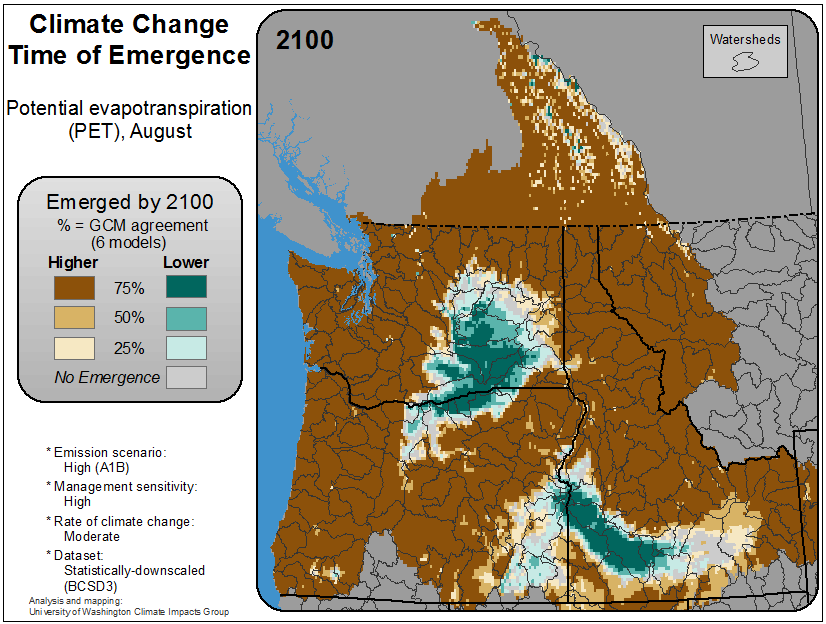 Climate Change
Time of Emergence
Potential evapotranspiration
(PET), August
Emerged by 2100
% = GCM agreement
(6 models)
Higher Lower
75%
50%
25%
No Emergence
* Emission scenario:
High (A1B)
* Management sensitivity:
High
* Rate of climate change:
Moderate
* Dataset:
Statistically-downscaled
(BCSD3)
Analysis and mapping:
University of Washington Climate Impacts Group
2100
Watersheds